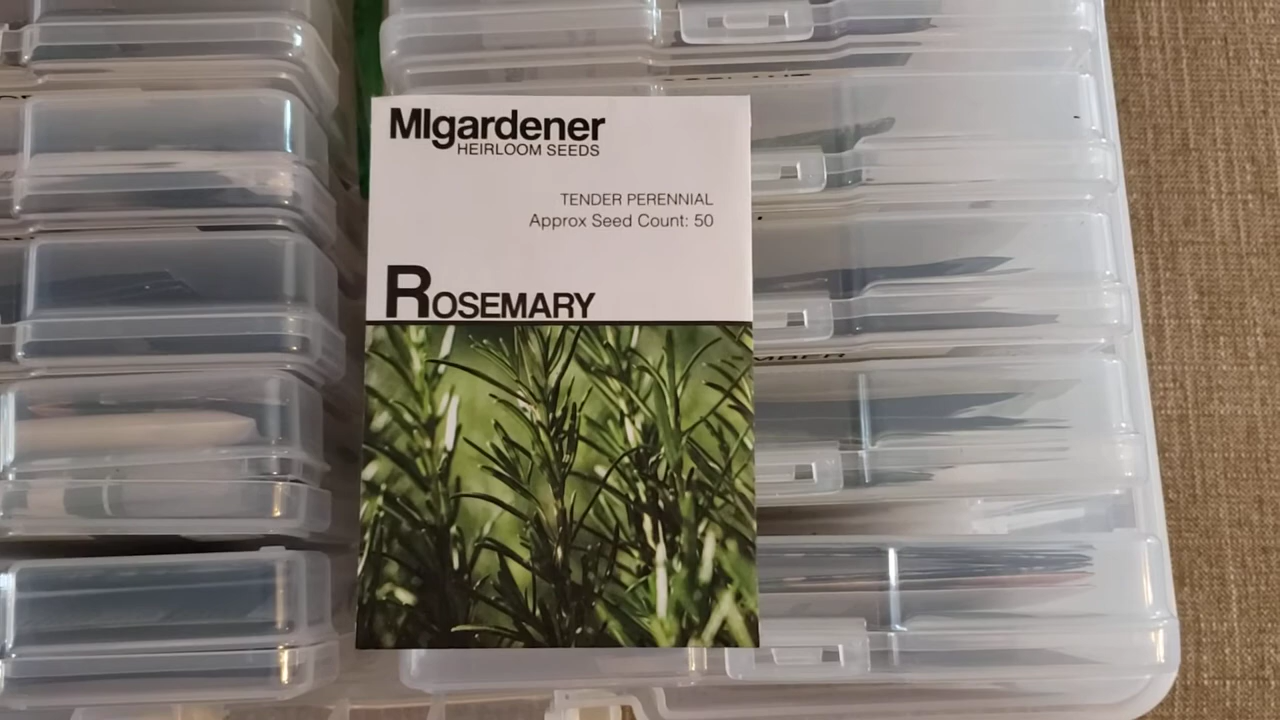 MIgardener
HEIRLOOM SEEDS
TENDER PERENNIAL
Approx Seed Count: 50
ROSEMARY